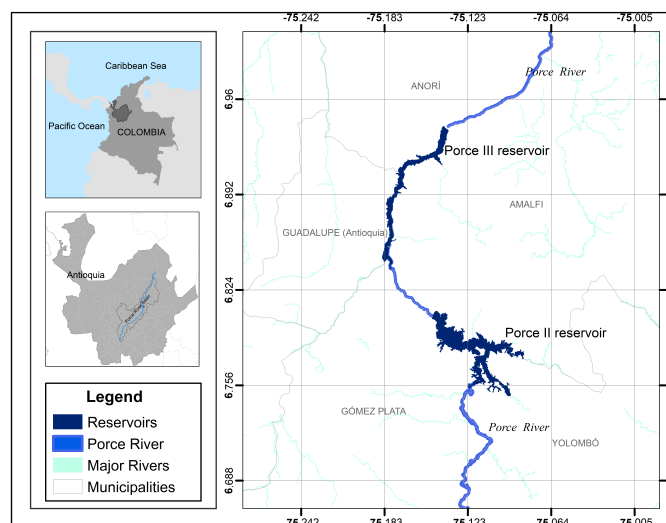 -75.242 -75.183 -75.123 -75.064 -75.005
Caribbean Sea
Pacific Ocean
COLOMBIA
Antioquia
Porce River Basin
Legend
Reservoirs
Porce River
Major Rivers
Municipalities
6.96
6.892
6.824
6.756
6.688
Porce River
ANORÍ
Porce III reservoir
AMALFI
GUADALUPE (Antioquia)
Porce II reservoir
GÓMEZ PLATA
Porce River
YOLOMBÓ
-75.242 -75.183 -75.123 -75.064 -75.005